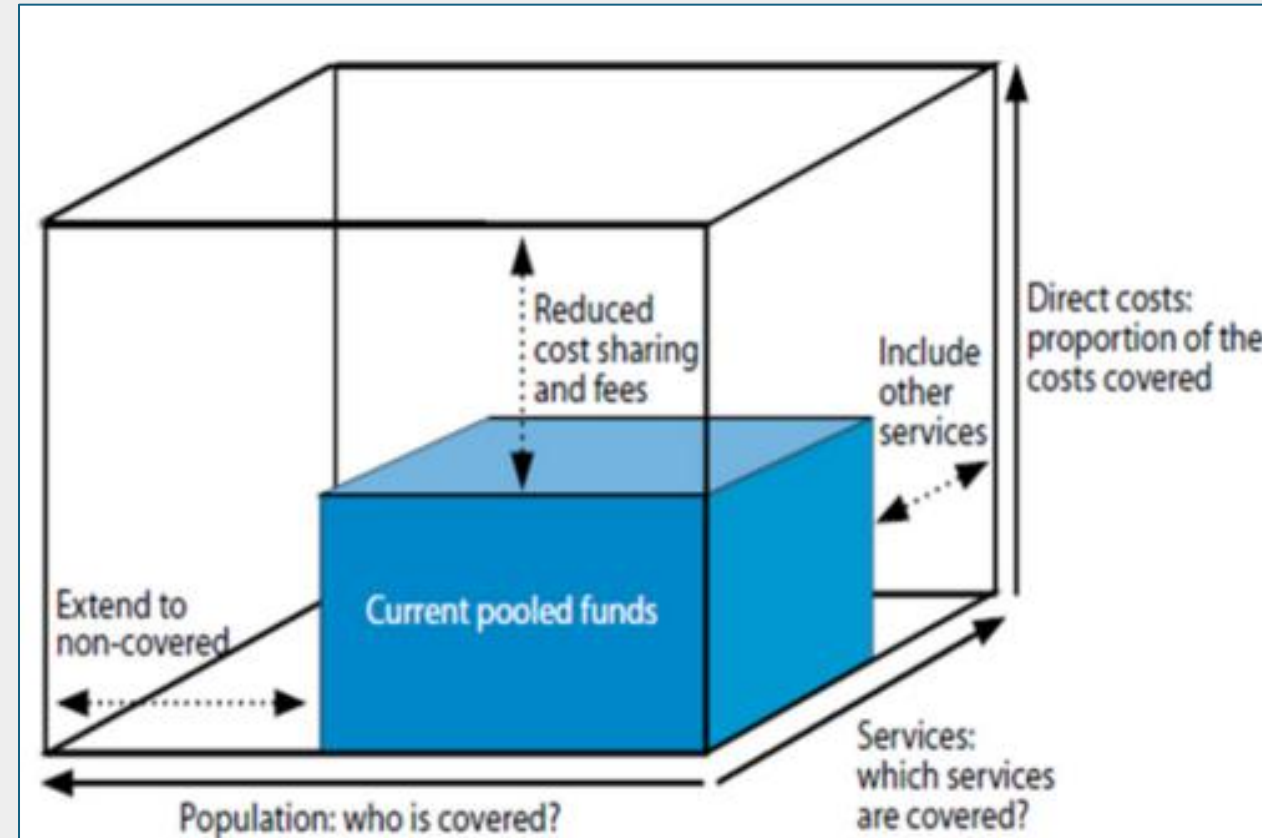 Reduced
cost sharing
and fees
Include
other
services
Direct costs:
proportion of the
costs covered
Extend to
non-covered
Current pooled funds
Services:
which services
are covered?
Population: who is covered?